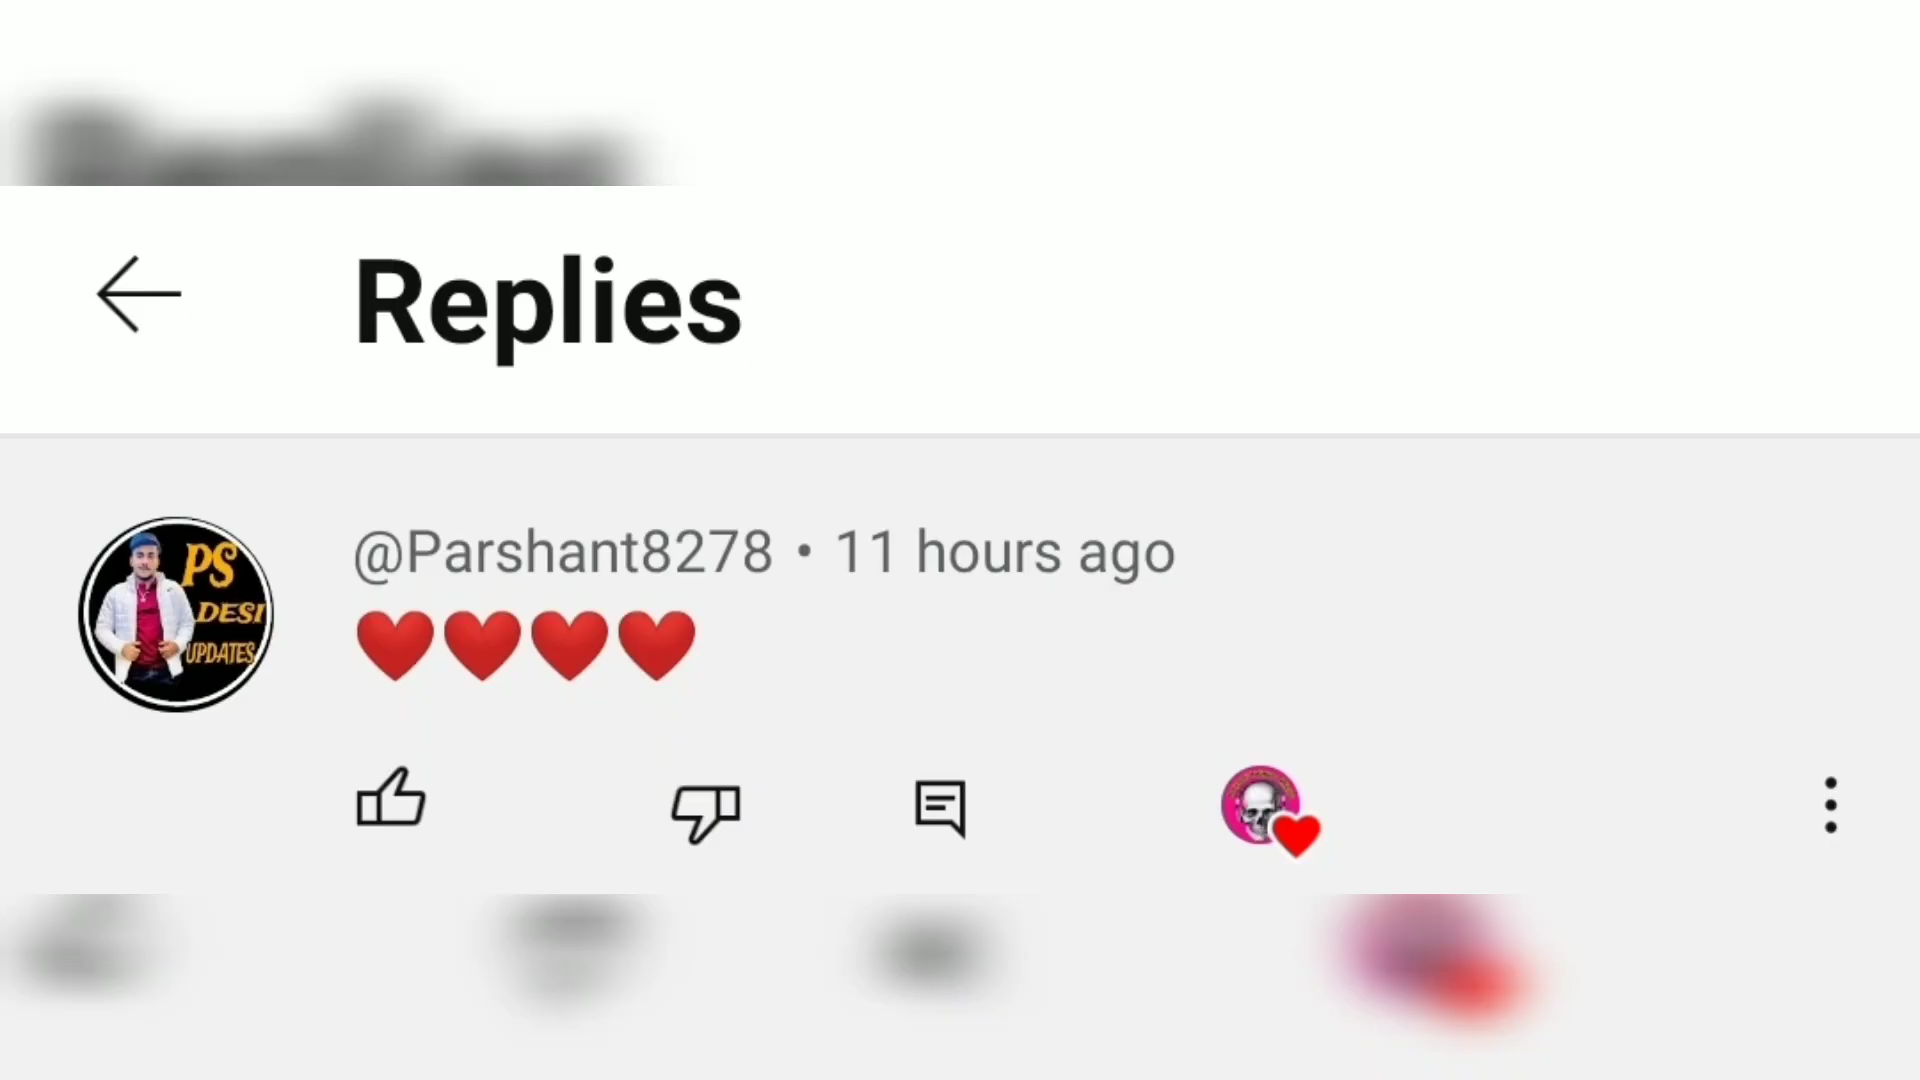 Replies
@Parshant8278 • 11 hours ago
❤️❤️❤️❤️
PS
DESI
UPDATES